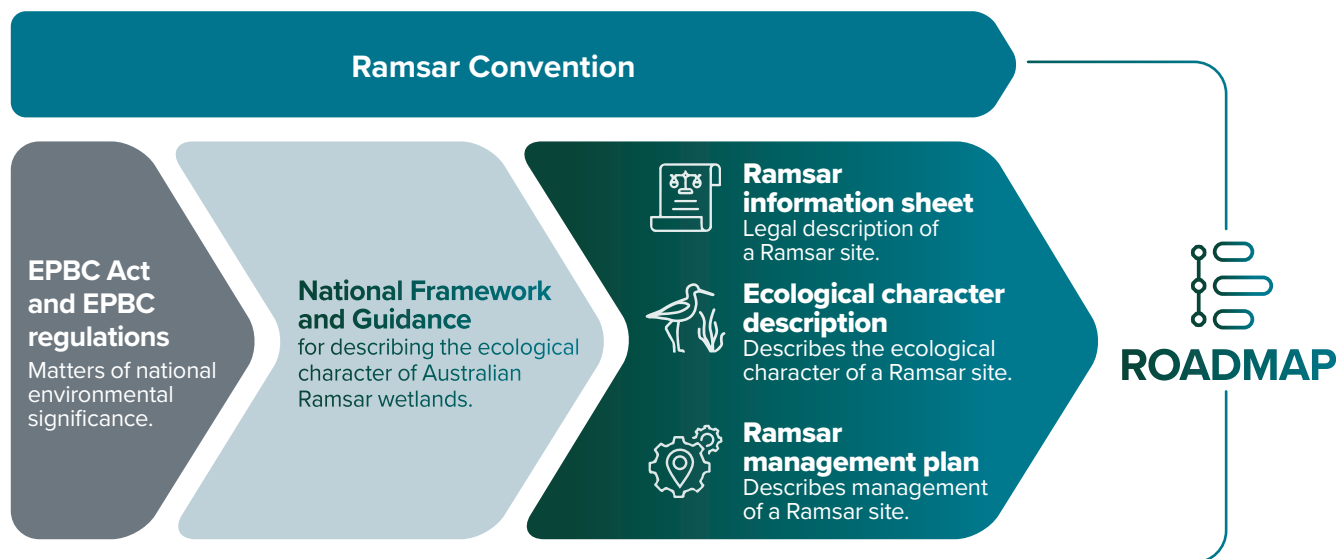 Ramsar Convention
EPBC Act
and EPBC
regulations
Matters of national
environmental
significance.
National Framework
and Guidance
for describing the ecological
character of Australian
Ramsar wetlands.
Ramsar
information sheet
Legal description of
a Ramsar site.
Ecological character
description
Describes the ecological
character of a Ramsar site.
Ramsar
management plan
Describes management
of a Ramsar site.
ROADMAP